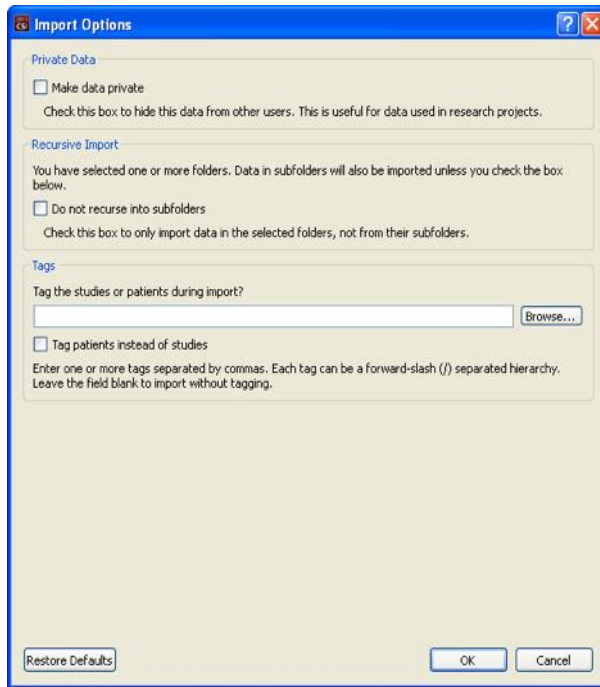 Import Options
Private Data
Make data private
Check this box to hide this data from other users. This is useful for data used in research projects.
Recursive Import
You have selected one or more folders. Data in subfolders will also be imported unless you check the box
below.
Do not recurse into subfolders
Check this box to only import data in the selected folders, not from their subfolders.
Tags
Tag the studies or patients during import?
Browse...
Tag patients instead of studies
Enter one or more tags separated by commas. Each tag can be a forward-slash (/) separated hierarchy.
Leave the field blank to import without tagging.
Restore Defaults OK Cancel